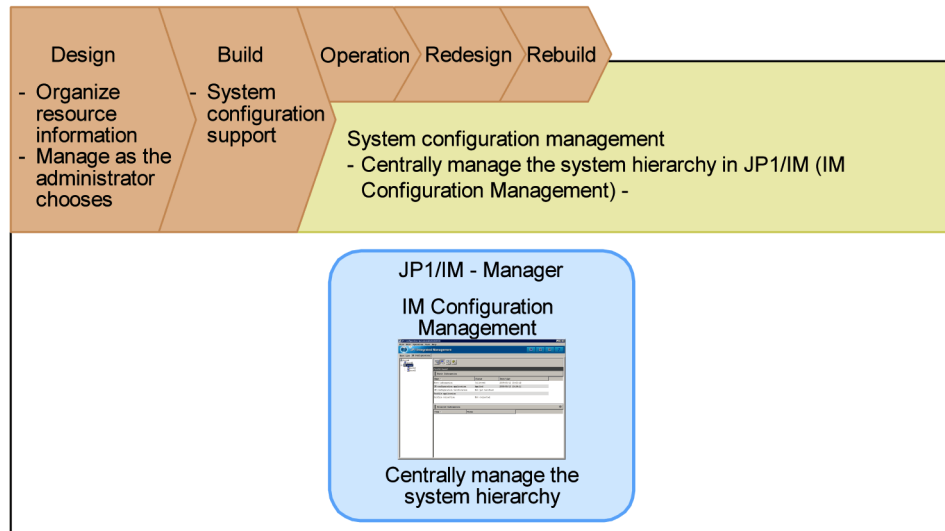 Design
Build
Operation
Redesign
Rebuild
- Organize
resource
information
- Manage as the
administrator
chooses
- System
configuration
support
System configuration management
- Centrally manage the system hierarchy in JP1/IM (IM
Configuration Management) -
JP1/IM - Manager
IM Configuration
Management
Centrally manage the
system hierarchy